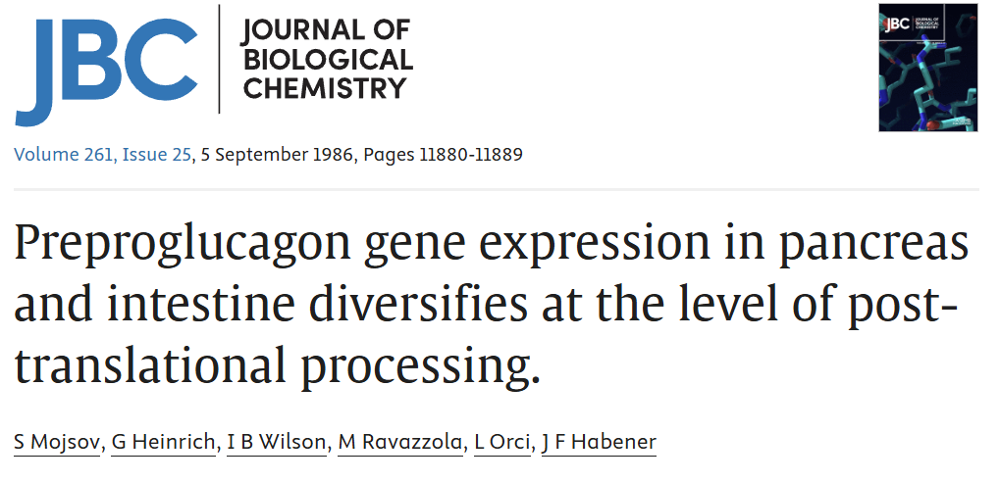 JBC
JOURNAL OF
BIOLOGICAL
CHEMISTRY
JBC
JOURNAL OF
BIOLOGICAL
CHEMISTRY
Volume 261, Issue 25, 5 September 1986, Pages 11880-11889
Preproglucagon gene expression in pancreas
and intestine diversifies at the level of post-
translational processing.
S Mojsov, G Heinrich, I B Wilson, M Ravazzola, L Orci, J F Habener